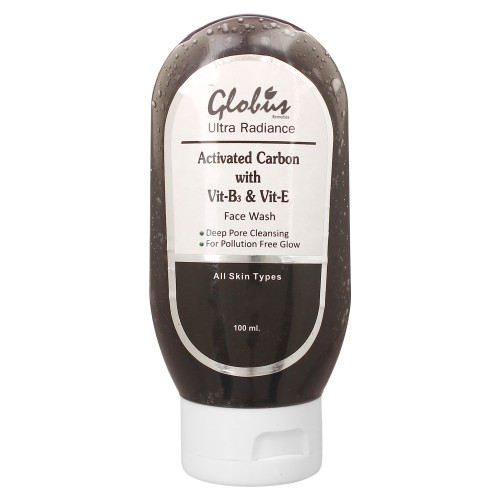 Globus
Remedies
Ultra Radiance
Activated Carbon
with
Vit-B3 & Vit-E
Face Wash
Deep Pore Cleansing
For Pollution Free Glow
All Skin Types
100 ml.